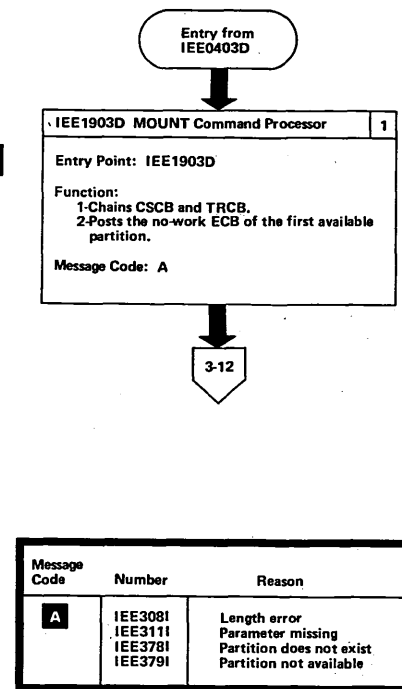 Entry from
IEE0403D
IEE1903D MOUNT Command Processor 1
Entry Point: IEE1903D
Function:
1-Chains CSCB and TRCB.
2-Posts the no-work ECB of the first available
partition.
Message Code: A
3-12
Message
Code Number Reason
A IEE308I Length error
IEE311I Parameter missing
IEE378I Partition does not exist
IEE379I Partition not available